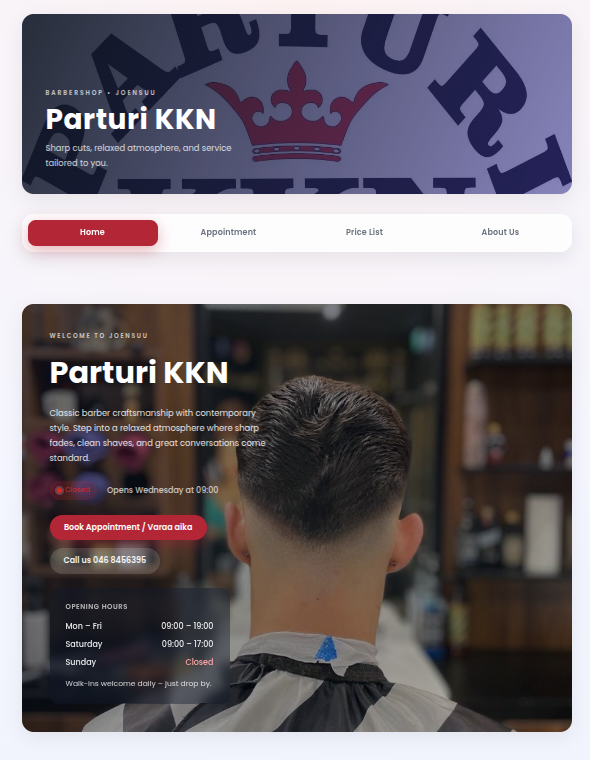 PARTURI
KKN
BARBERSHOP • JOENSUU
Parturi KKN
Sharp cuts, relaxed atmosphere, and service
tailored to you.
Home
Appointment
Price List
About Us
WELCOME TO JOENSUU
Parturi KKN
Classic barber craftsmanship with contemporary
style. Step into a relaxed atmosphere where sharp
fades, clean shaves, and great conversations come
standard.
Closed
Opens Wednesday at 09:00
Book Appointment / Varaa aika
Call us 046 8456395
OPENING HOURS
Mon – Fri 09:00 – 19:00
Saturday 09:00 – 17:00
Sunday Closed
Walk-ins welcome daily – just drop by.